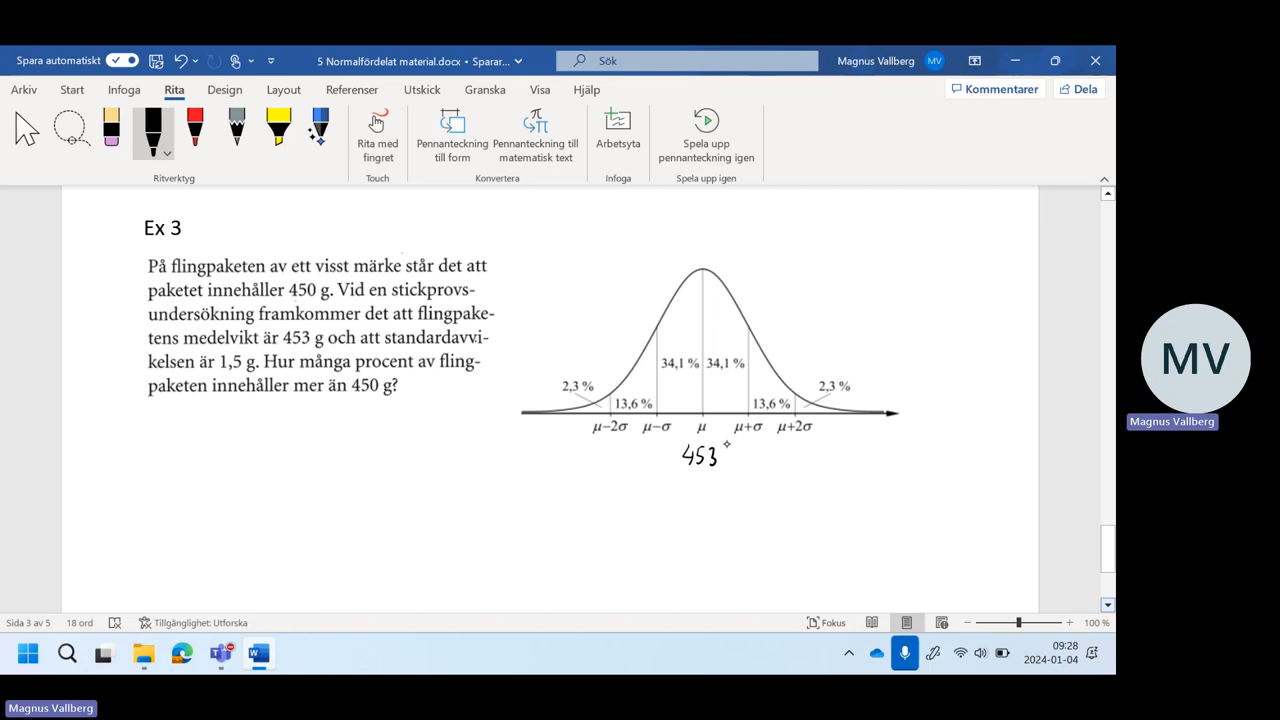 Spara automatiskt
5 Normalfördelat material.docx • Sparar...
Sök
Magnus Vallberg
MV
Arkiv Start Infoga Rita Design Layout Referenser Utskick Granska Visa Hjälp
Kommentarer
Dela
Rita med fingret
Pennanteckning till form
Pennanteckning till matematisk text
Arbetsyta
Spela upp pennanteckning igen
Ritverktyg
Touch
Konvertera
Infoga
Spela upp igen
Ex 3
På flingpaketen av ett visst märke står det att
paketet innehåller 450 g. Vid en stickprovs-
undersökning framkommer det att flingpake-
tens medelvikt är 453 g och att standardavvi-
kelsen är 1,5 g. Hur många procent av fling-
paketen innehåller mer än 450 g?
34,1 % 34,1 %
2,3 % 2,3 %
13,6 % 13,6 %
μ−2σ μ−σ μ μ+σ μ+2σ
453
MV
Magnus Vallberg
Sida 3 av 5
18 ord
Tillgänglighet: Utforska
Fokus
100 %
09:28
2024-01-04
Magnus Vallberg